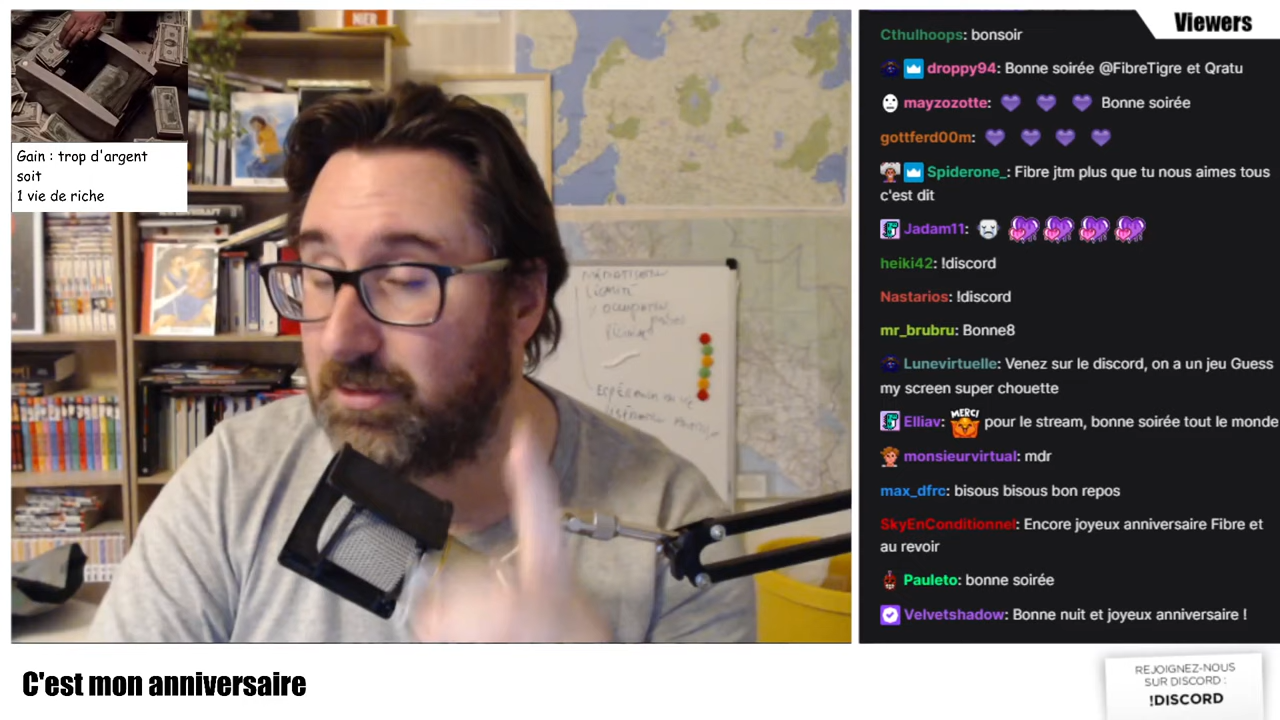 Gain : trop d'argent
soit
1 vie de riche
Viewers
Cthulhoops: bonsoir
droppy94: Bonne soirée @FibreTigre et Qratu
mayzozotte: Bonne soirée
gottferd00m:
Spiderone_: Fibre jtm plus que tu nous aimes tous
c'est dit
Jadam11:
heiki42: !discord
Nastarios: !discord
mr_brubru: Bonne8
Lunevirtuelle: Venez sur le discord, on a un jeu Guess
my screen super chouette
Elliav: MERCI pour le stream, bonne soirée tout le monde
monsieurvirtual: mdr
max_dfrc: bisous bisous bon repos
SkyEnConditionnel: Encore joyeux anniversaire Fibre et
au revoir
Pauleto: bonne soirée
Velvetshadow: Bonne nuit et joyeux anniversaire !
C'est mon anniversaire
REJOIGNEZ-NOUS
SUR DISCORD :
!DISCORD